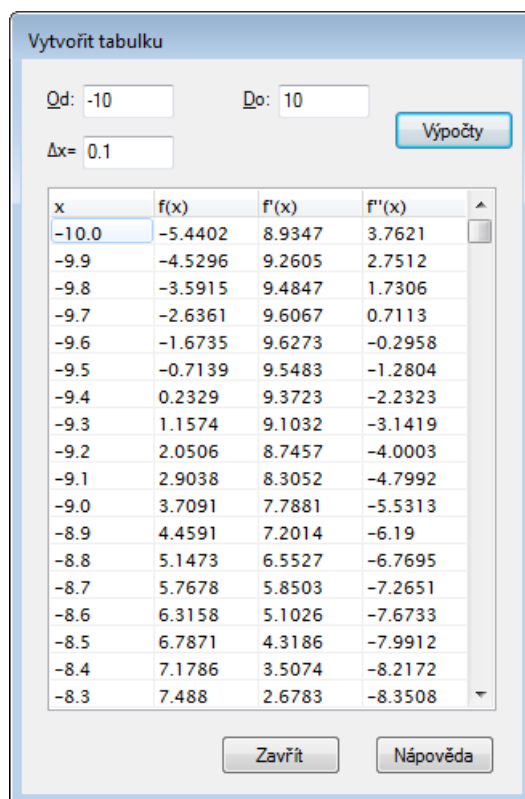 Vytvořit tabulku
Od: -10 Do: 10
Výpočty
Δx= 0.1
x f(x) f'(x) f''(x)
-10.0 -5.4402 8.9347 3.7621
-9.9 -4.5296 9.2605 2.7512
-9.8 -3.5915 9.4847 1.7306
-9.7 -2.6361 9.6067 0.7113
-9.6 -1.6735 9.6273 -0.2958
-9.5 -0.7139 9.5483 -1.2804
-9.4 0.2329 9.3723 -2.2323
-9.3 1.1574 9.1032 -3.1419
-9.2 2.0506 8.7457 -4.0003
-9.1 2.9038 8.3052 -4.7992
-9.0 3.7091 7.7881 -5.5313
-8.9 4.4591 7.2014 -6.19
-8.8 5.1473 6.5527 -6.7695
-8.7 5.7678 5.8503 -7.2651
-8.6 6.3158 5.1026 -7.6733
-8.5 6.7871 4.3186 -7.9912
-8.4 7.1786 3.5074 -8.2172
-8.3 7.488 2.6783 -8.3508
Zavřít Nápověda